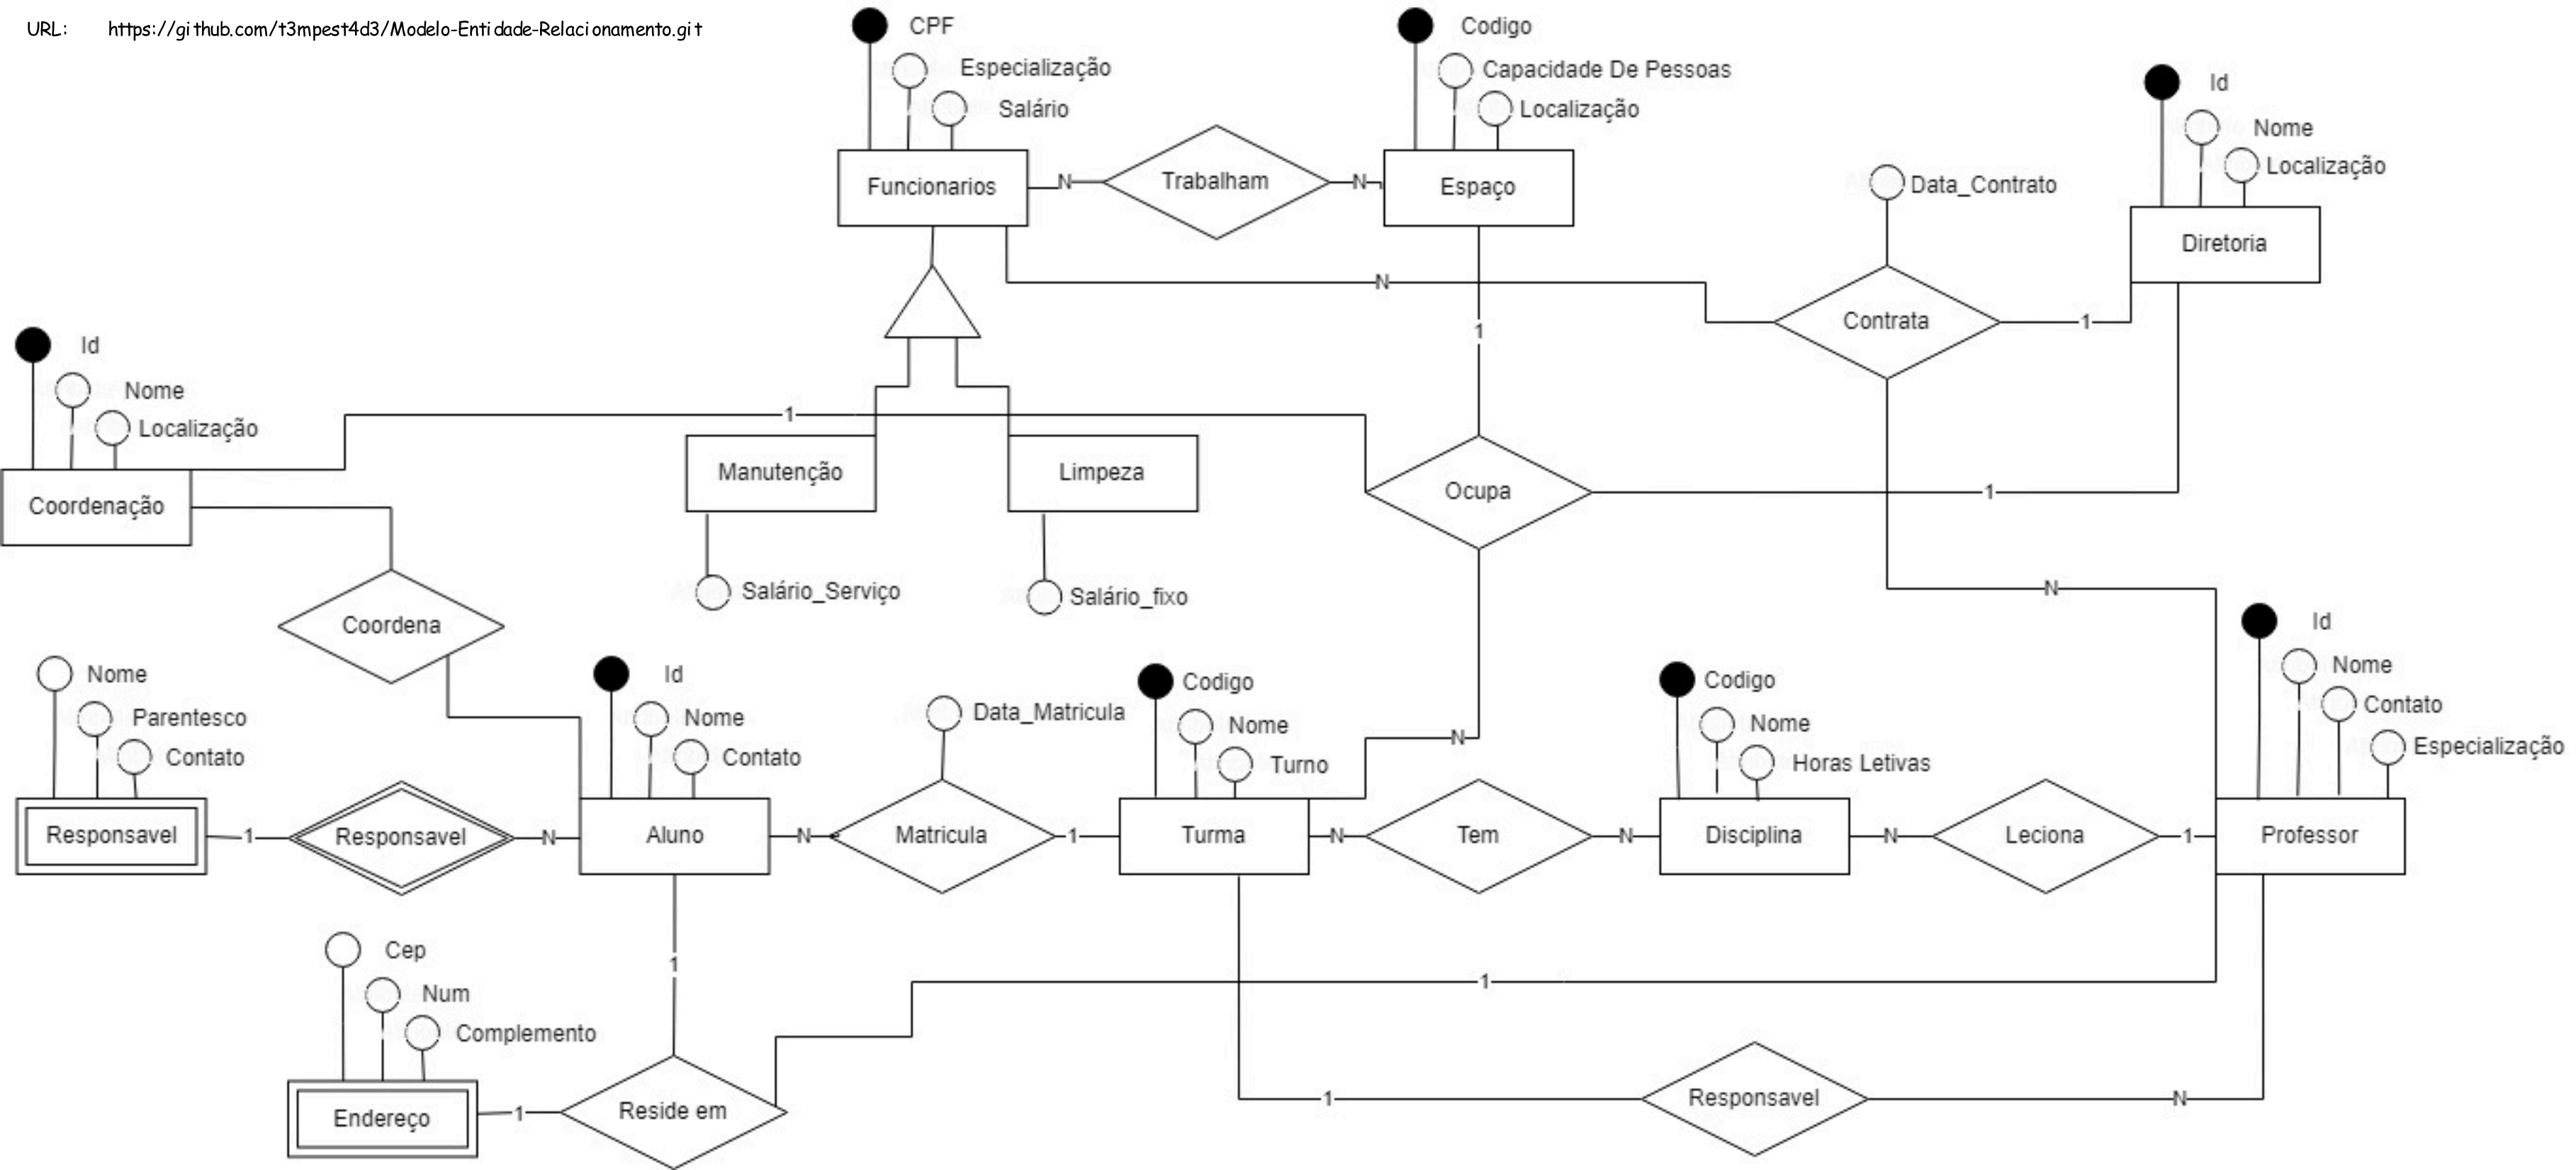 URL: https://github.com/t3mpest4d3/Modelo-Entidade-Relacionamento.git
CPF
Especialização
Salário
Funcionarios
N
Trabalham
N
Codigo
Capacidade De Pessoas
Localização
Espaço
Id
Nome
Localização
Diretoria
Data_Contrato
Contrata
N
1
1
Id
Nome
Localização
Coordenação
1
Manutenção
Limpeza
Ocupa
1
Salário_Serviço
Salário_fixo
N
Coordena
Nome
Parentesco
Contato
Responsavel
1
Responsavel
N
Id
Nome
Contato
Aluno
N
Data_Matricula
Matricula
1
Codigo
Nome
Turno
Turma
N
N
Tem
N
Codigo
Nome
Horas Letivas
Disciplina
N
Leciona
1
Id
Nome
Contato
Especialização
Professor
1
1
Cep
Num
Complemento
Endereço
1
Reside em
1
Responsavel
N